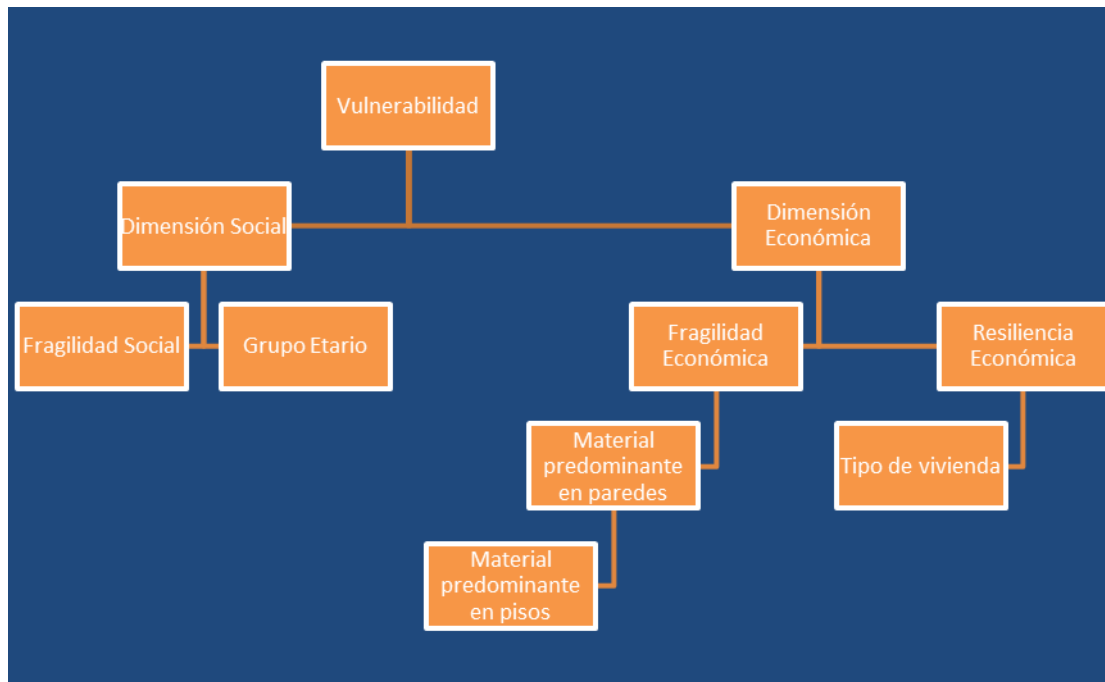 Vulnerabilidad
Dimensión Social
Dimensión
Económica
Fragilidad Social
Grupo Etario
Fragilidad
Económica
Resiliencia
Económica
Material
predominante
en paredes
Tipo de vivienda
Material
predominante
en pisos